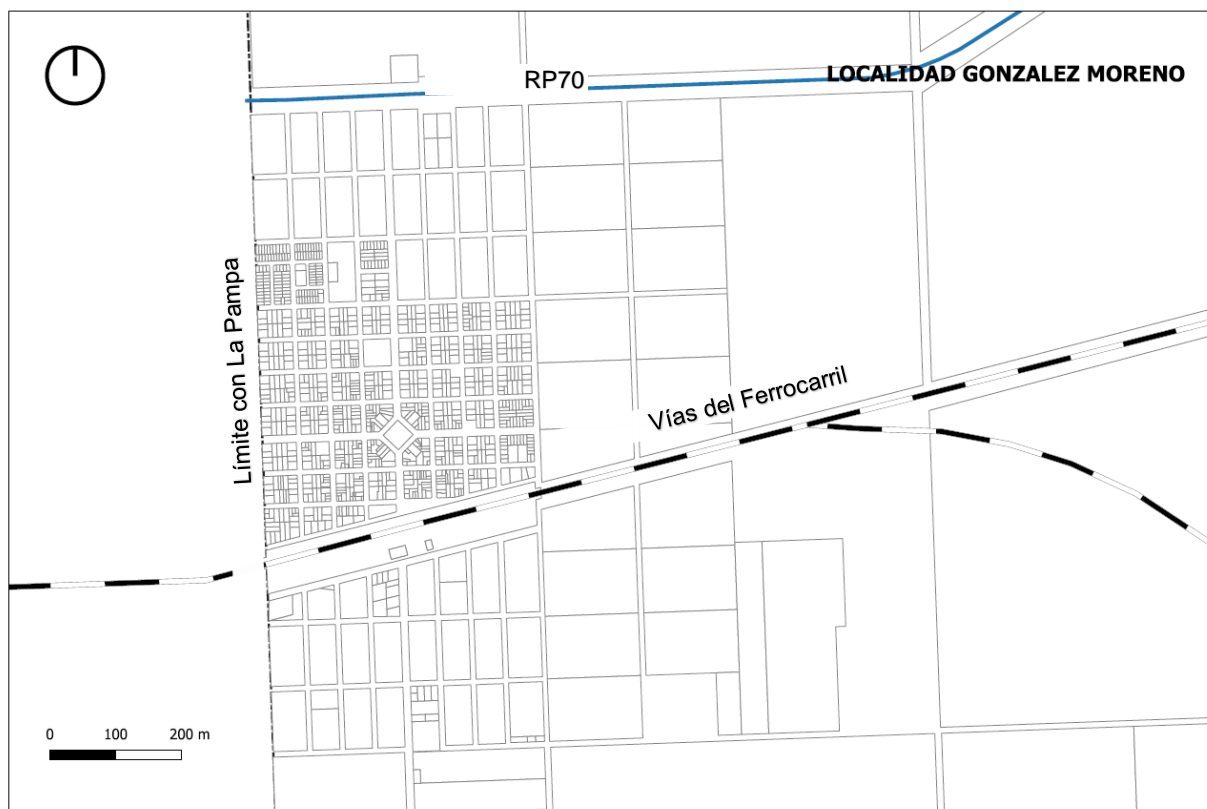 RP70
LOCALIDAD GONZALEZ MORENO
Límite con La Pampa
Vías del Ferrocarril
0 100 200 m